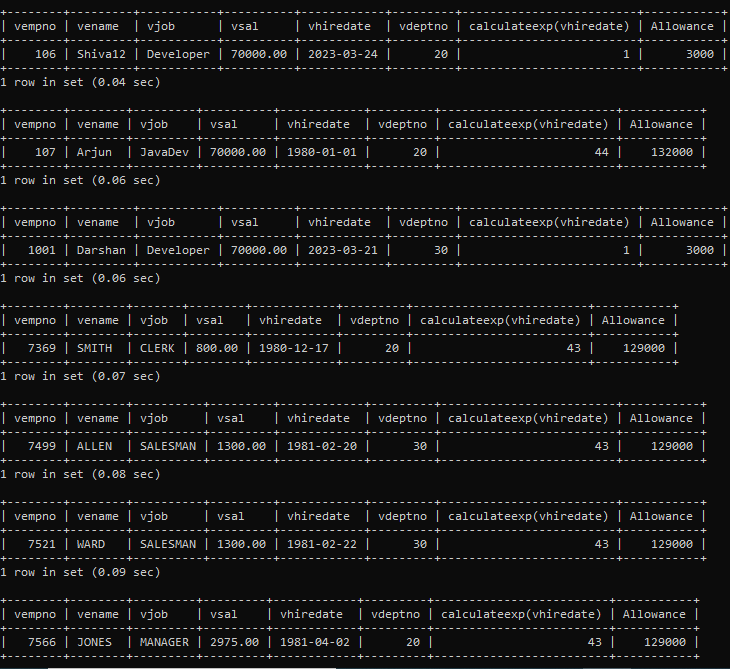 +--------+---------+-----------+----------+------------+---------+-------------------------+-----------+
| vempno | vename  | vjob      | vsal     | vhiredate  | vdeptno | calculateexp(vhiredate) | Allowance |
+--------+---------+-----------+----------+------------+---------+-------------------------+-----------+
|    106 | Shiva12 | Developer | 70000.00 | 2023-03-24 |      20 |                       1 |      3000 |
+--------+---------+-----------+----------+------------+---------+-------------------------+-----------+
1 row in set (0.04 sec)
+--------+--------+---------+----------+------------+---------+-------------------------+-----------+
| vempno | vename | vjob    | vsal     | vhiredate  | vdeptno | calculateexp(vhiredate) | Allowance |
+--------+--------+---------+----------+------------+---------+-------------------------+-----------+
|    107 | Arjun  | JavaDev | 70000.00 | 1980-01-01 |      20 |                      44 |    132000 |
+--------+--------+---------+----------+------------+---------+-------------------------+-----------+
1 row in set (0.06 sec)
+--------+---------+-----------+----------+------------+---------+-------------------------+-----------+
| vempno | vename  | vjob      | vsal     | vhiredate  | vdeptno | calculateexp(vhiredate) | Allowance |
+--------+---------+-----------+----------+------------+---------+-------------------------+-----------+
|   1001 | Darshan | Developer | 70000.00 | 2023-03-21 |      30 |                       1 |      3000 |
+--------+---------+-----------+----------+------------+---------+-------------------------+-----------+
1 row in set (0.06 sec)
+--------+--------+-------+--------+------------+---------+-------------------------+-----------+
| vempno | vename | vjob  | vsal   | vhiredate  | vdeptno | calculateexp(vhiredate) | Allowance |
+--------+--------+-------+--------+------------+---------+-------------------------+-----------+
|   7369 | SMITH  | CLERK | 800.00 | 1980-12-17 |      20 |                      43 |    129000 |
+--------+--------+-------+--------+------------+---------+-------------------------+-----------+
1 row in set (0.07 sec)
+--------+--------+----------+---------+------------+---------+-------------------------+-----------+
| vempno | vename | vjob     | vsal    | vhiredate  | vdeptno | calculateexp(vhiredate) | Allowance |
+--------+--------+----------+---------+------------+---------+-------------------------+-----------+
|   7499 | ALLEN  | SALESMAN | 1300.00 | 1981-02-20 |      30 |                      43 |    129000 |
+--------+--------+----------+---------+------------+---------+-------------------------+-----------+
1 row in set (0.08 sec)
+--------+--------+----------+---------+------------+---------+-------------------------+-----------+
| vempno | vename | vjob     | vsal    | vhiredate  | vdeptno | calculateexp(vhiredate) | Allowance |
+--------+--------+----------+---------+------------+---------+-------------------------+-----------+
|   7521 | WARD   | SALESMAN | 1300.00 | 1981-02-22 |      30 |                      43 |    129000 |
+--------+--------+----------+---------+------------+---------+-------------------------+-----------+
1 row in set (0.09 sec)
+--------+--------+---------+---------+------------+---------+-------------------------+-----------+
| vempno | vename | vjob    | vsal    | vhiredate  | vdeptno | calculateexp(vhiredate) | Allowance |
+--------+--------+---------+---------+------------+---------+-------------------------+-----------+
|   7566 | JONES  | MANAGER | 2975.00 | 1981-04-02 |      20 |                      43 |    129000 |
+--------+--------+---------+---------+------------+---------+-------------------------+-----------+